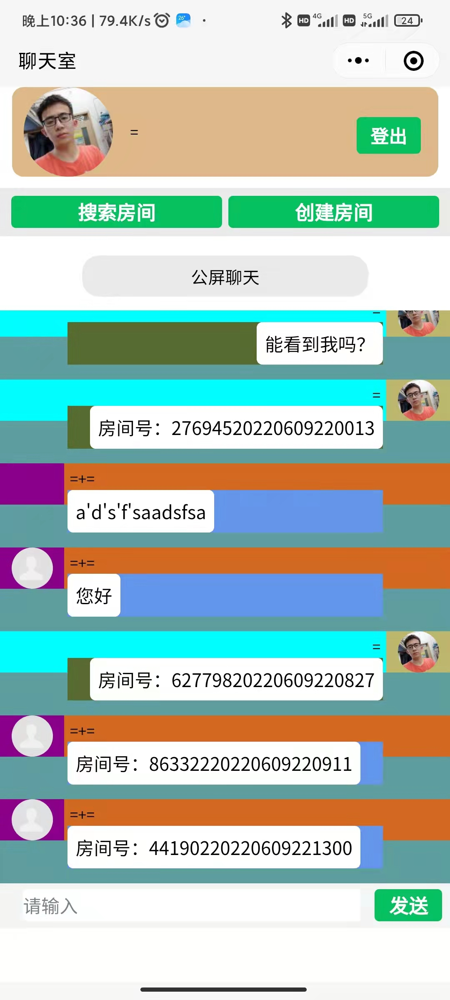 晚上10:36 | 79.4K/s 26° · HD 4G HD 5G 24
聊天室
=
登出
搜索房间 创建房间
公屏聊天
=
能看到我吗?
=
房间号：276945202206092​20013
=+=
a'd's'f'saadsfsa
=+=
您好
=
房间号：62779820220609220827
=+=
房间号：86332220220609220911
=+=
房间号：44190220220609221300
请输入 发送